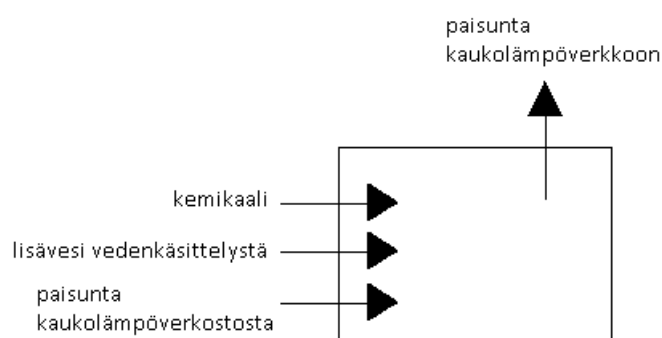 paisunta
kaukolämpöverkkoon
kemikaali
lisävesi vedenkäsittelystä
paisunta
kaukolämpöverkostosta